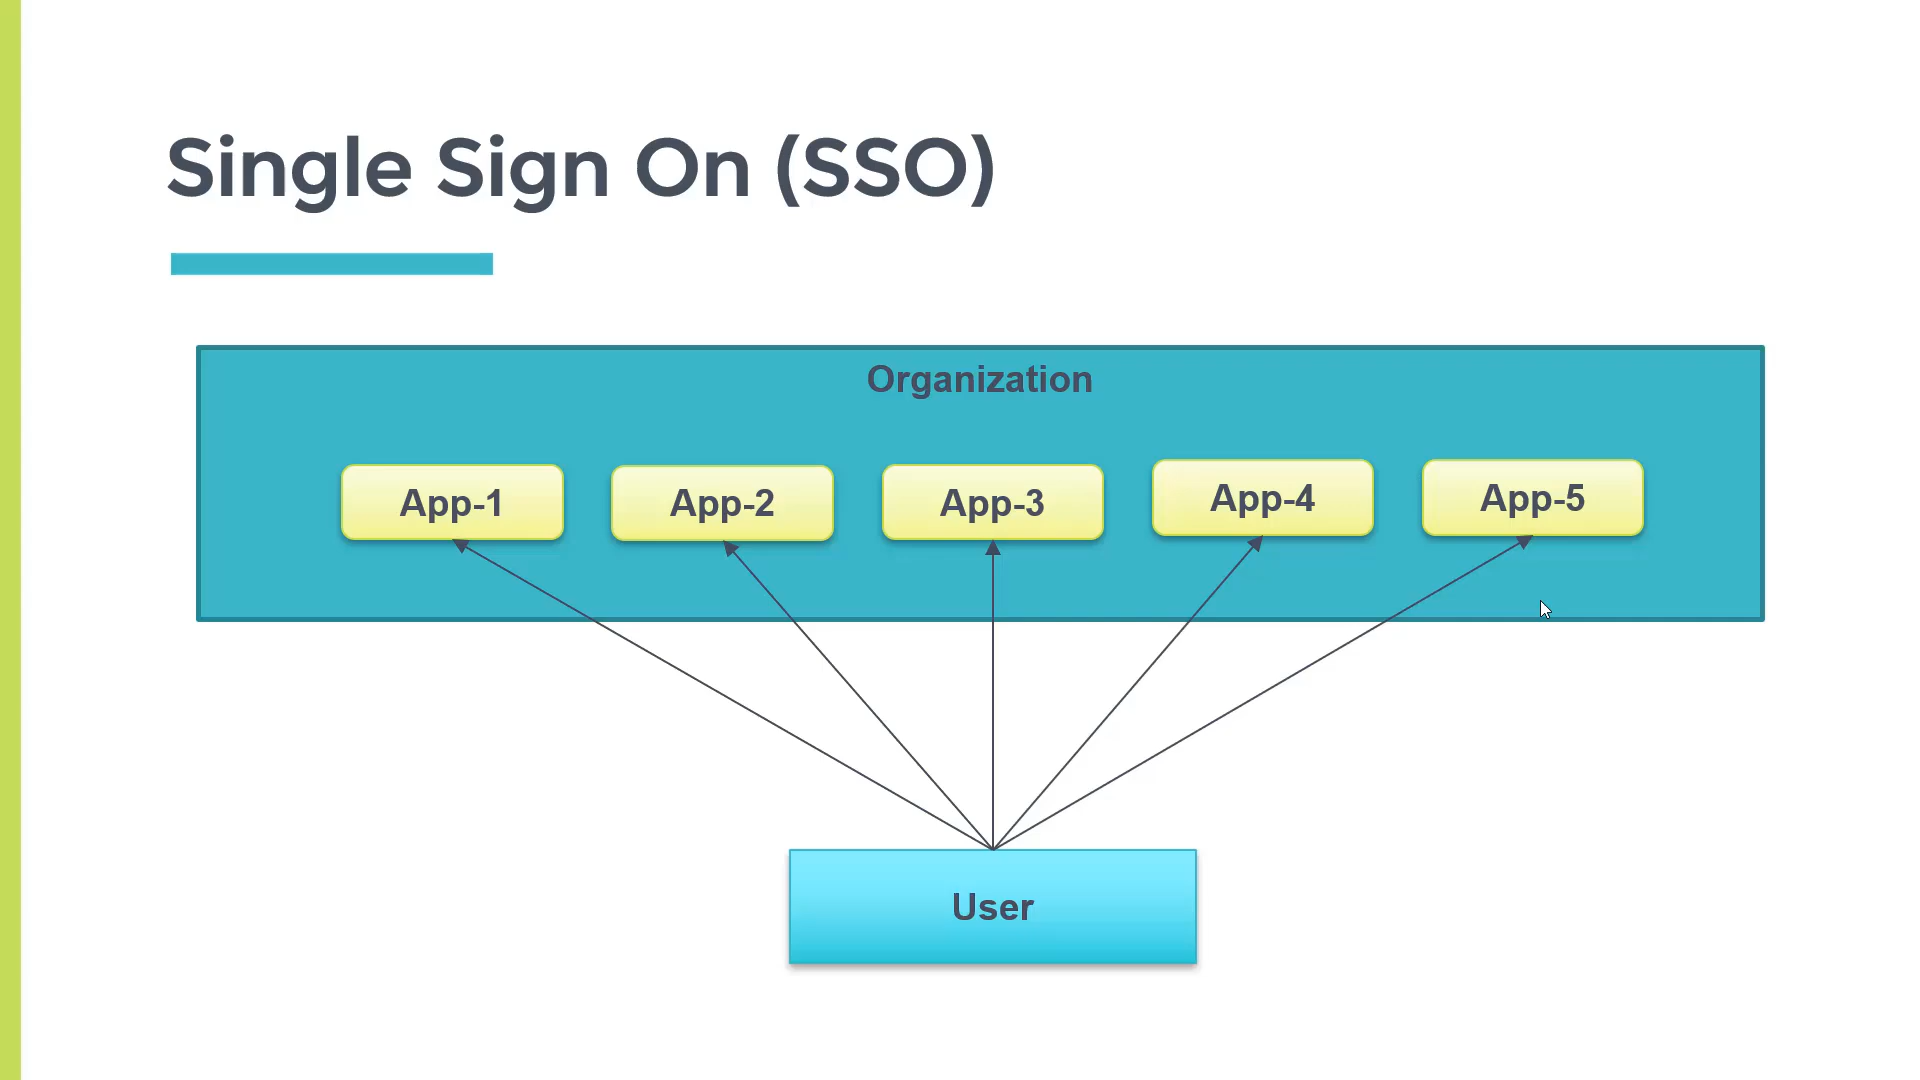 Single Sign On (SSO)
Organization
App-1
App-2
App-3
App-4
App-5
User